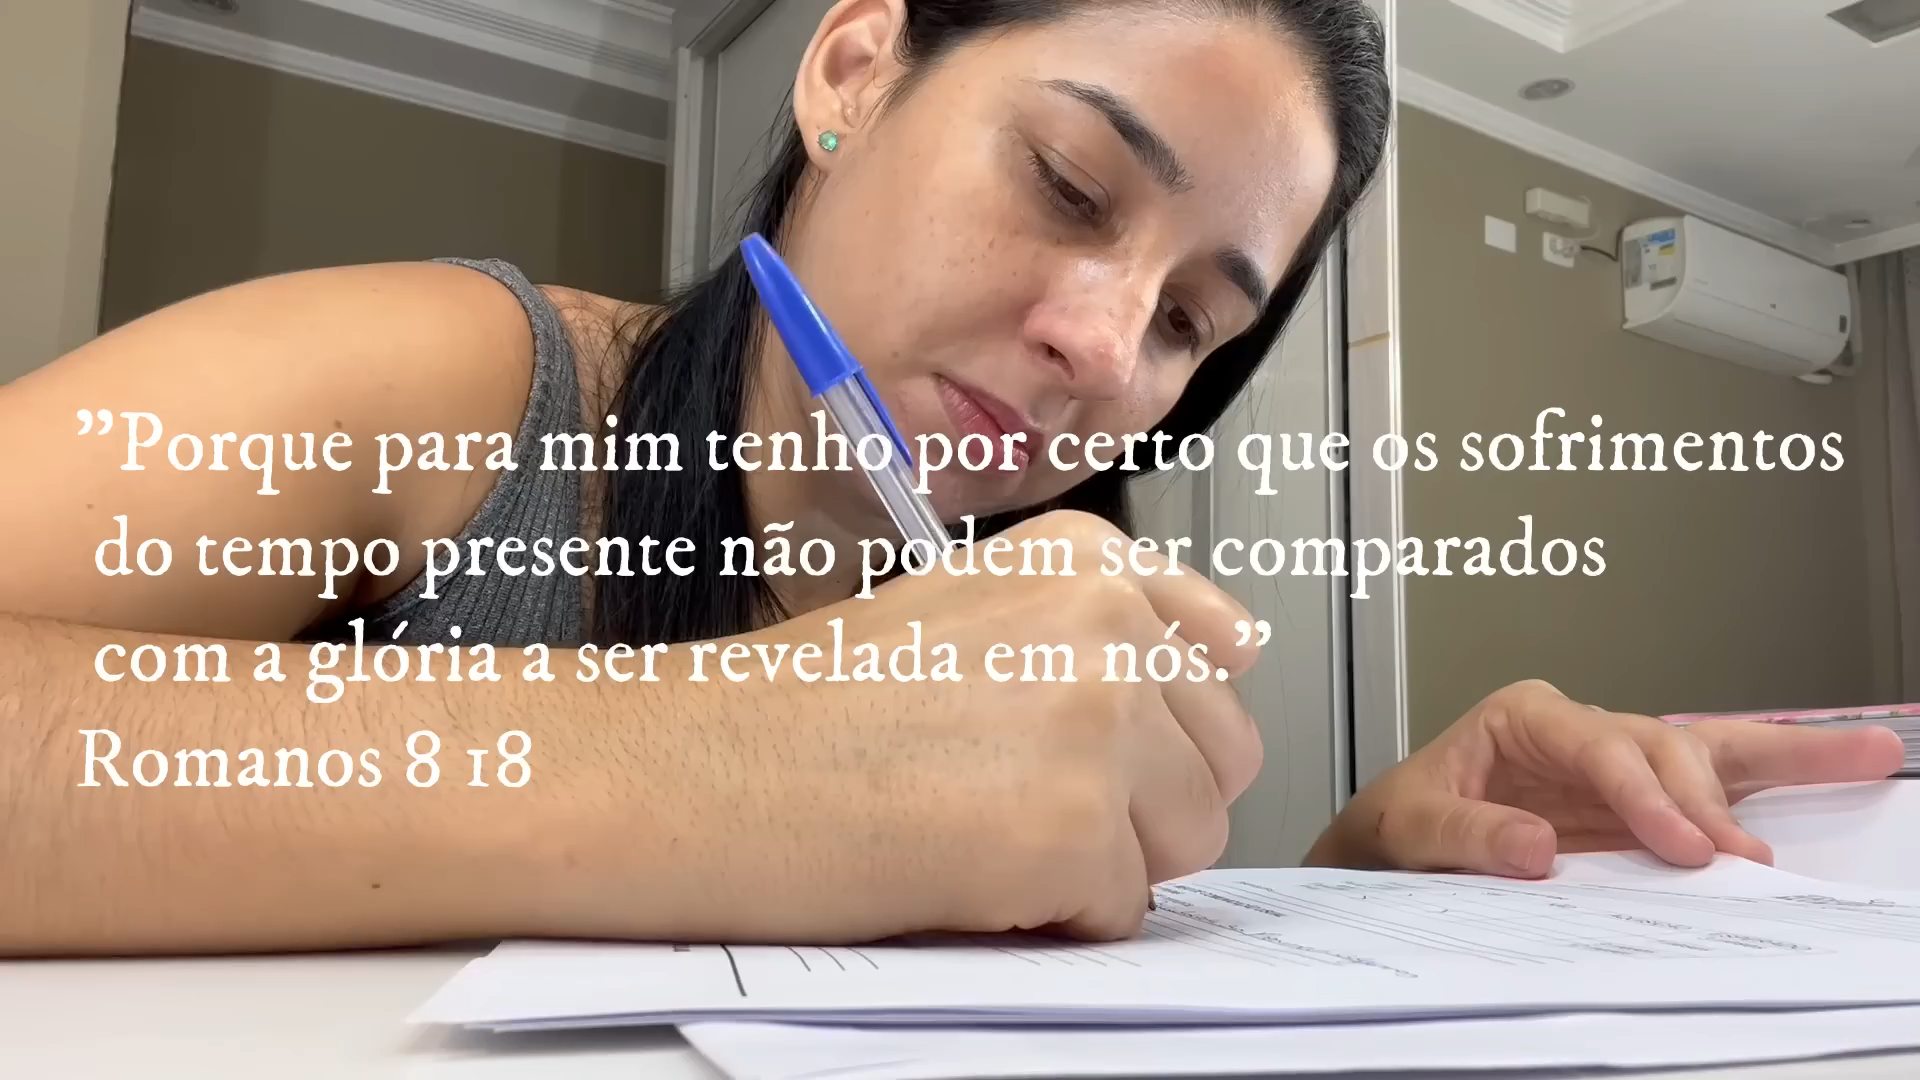 ”Porque para mim tenho por certo que os sofrimentos
do tempo presente não podem ser comparados
com a glória a ser revelada em nós.”
Romanos 8 18